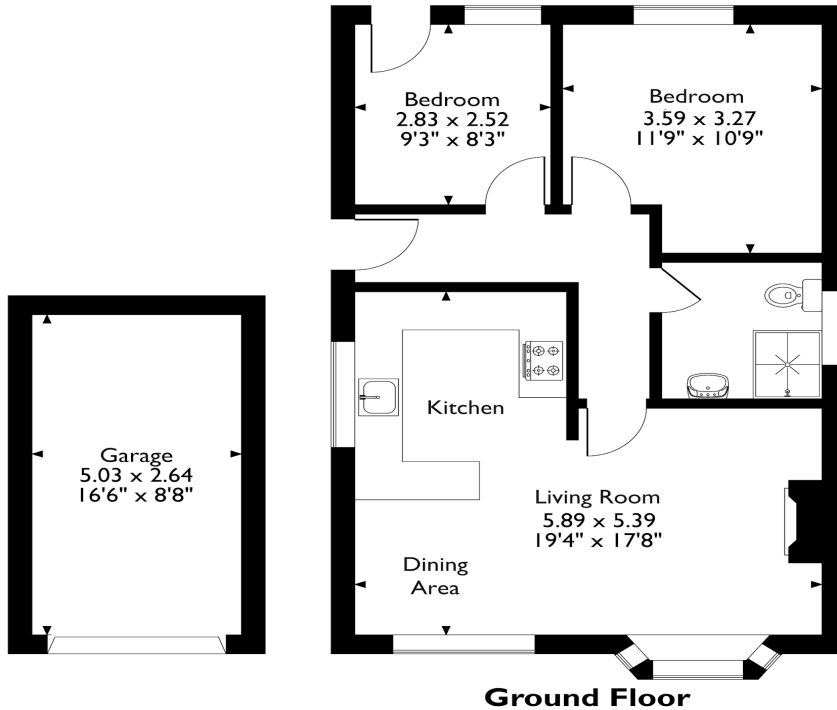 Bedroom
2.83 x 2.52
9'3" x 8'3"
Bedroom
3.59 x 3.27
11'9" x 10'9"
Kitchen
Garage
5.03 x 2.64
16'6" x 8'8"
Living Room
5.89 x 5.39
19'4" x 17'8"
Dining
Area
Ground Floor